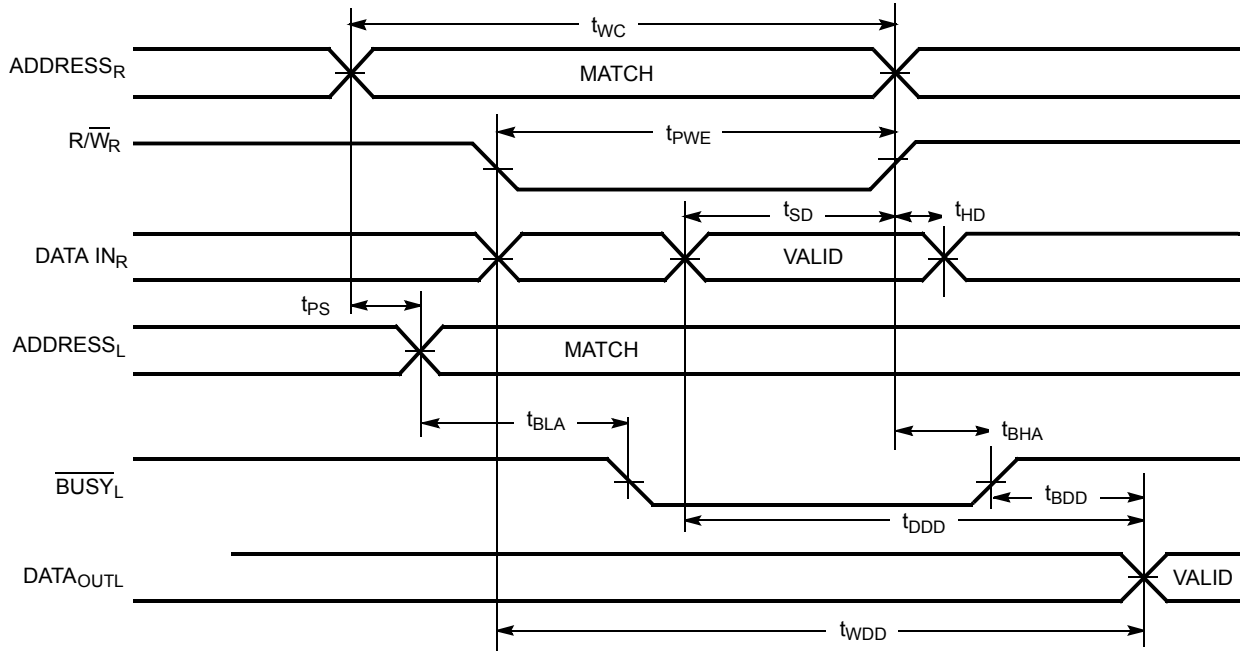 tWC
ADDRESSR
MATCH
R/W̅R
tPWE
tSD
tHD
DATA INR
VALID
tPS
ADDRESSL
MATCH
tBLA
tBHA
B̅U̅S̅Y̅L
tBDD
tDDD
DATAOUTL
VALID
tWDD